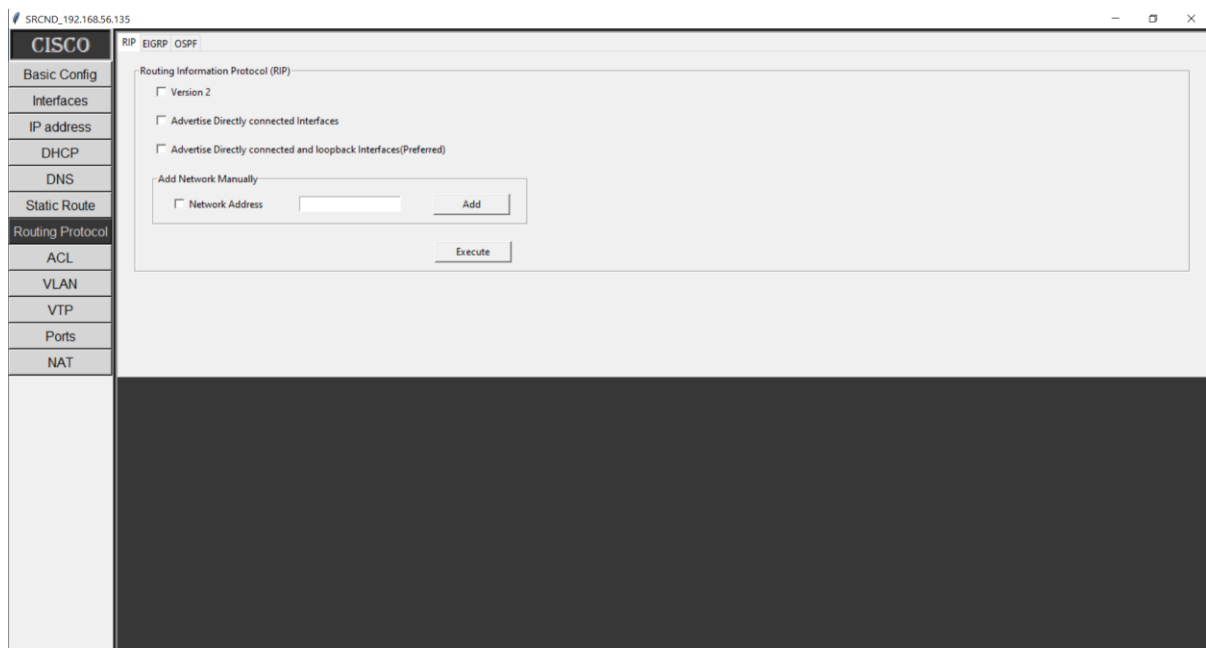 SRCND_192.168.56.135
CISCO
Basic Config
Interfaces
IP address
DHCP
DNS
Static Route
Routing Protocol
ACL
VLAN
VTP
Ports
NAT
RIP EIGRP OSPF
Routing Information Protocol (RIP)
Version 2
Advertise Directly connected Interfaces
Advertise Directly connected and loopback Interfaces(Preferred)
Add Network Manually
Network Address Add
Execute